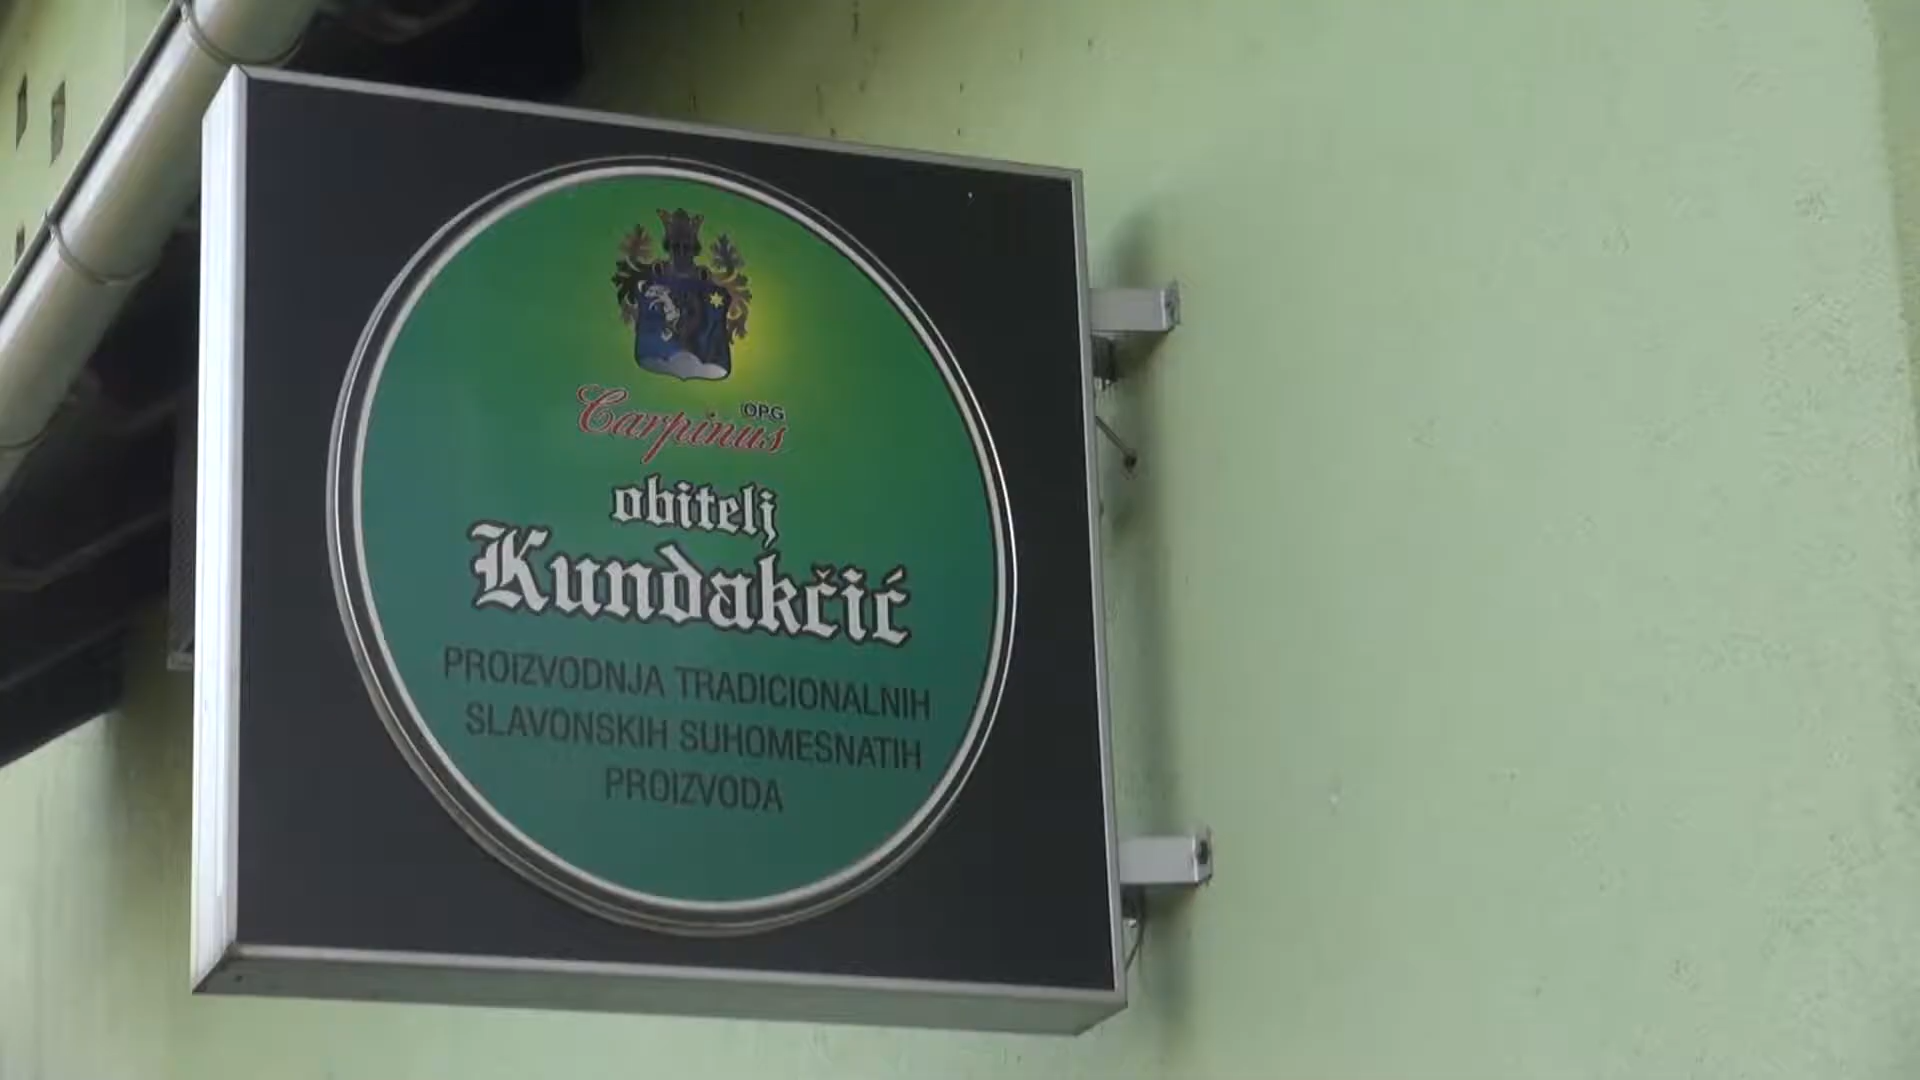 OPG
Carpinus
obitelj
Kundakčić
PROIZVODNJA TRADICIONALNIH
SLAVONSKIH SUHOMESNATIH
PROIZVODA